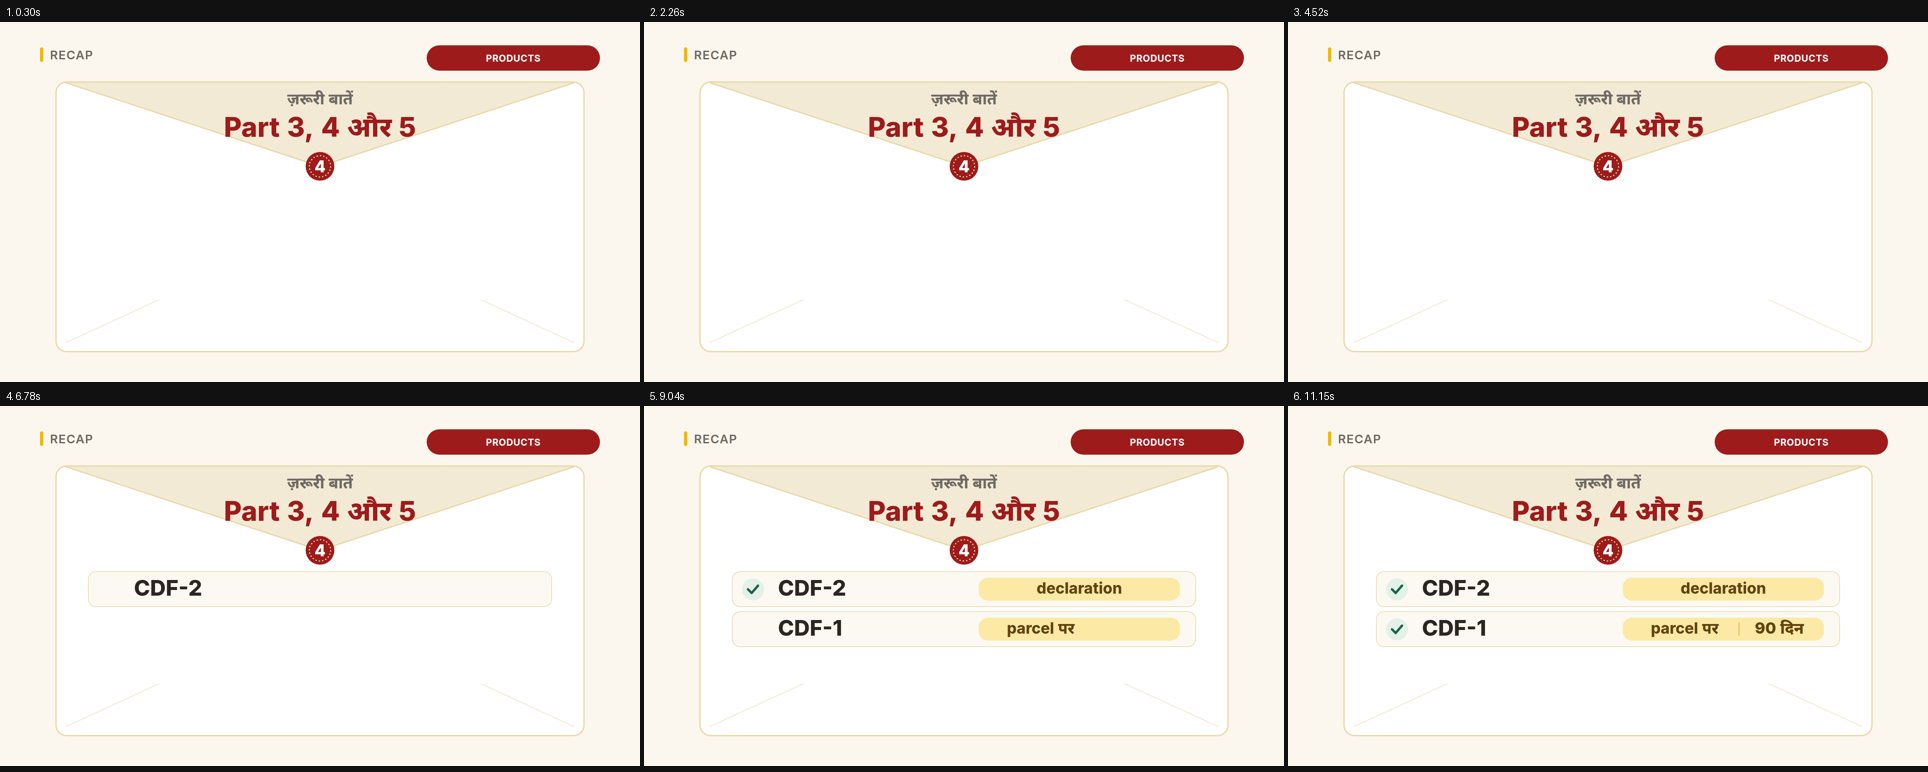 1. 0.30s
RECAP
PRODUCTS
ज़रूरी बातें
Part 3, 4 और 5
4
2. 2.26s
RECAP
PRODUCTS
ज़रूरी बातें
Part 3, 4 और 5
4
3. 4.52s
RECAP
PRODUCTS
ज़रूरी बातें
Part 3, 4 और 5
4
4. 6.78s
RECAP
PRODUCTS
ज़रूरी बातें
Part 3, 4 और 5
4
CDF-2
5. 9.04s
RECAP
PRODUCTS
ज़रूरी बातें
Part 3, 4 और 5
4
CDF-2 declaration
CDF-1 parcel पर
6. 11.15s
RECAP
PRODUCTS
ज़रूरी बातें
Part 3, 4 और 5
4
CDF-2 declaration
CDF-1 parcel पर | 90 दिन